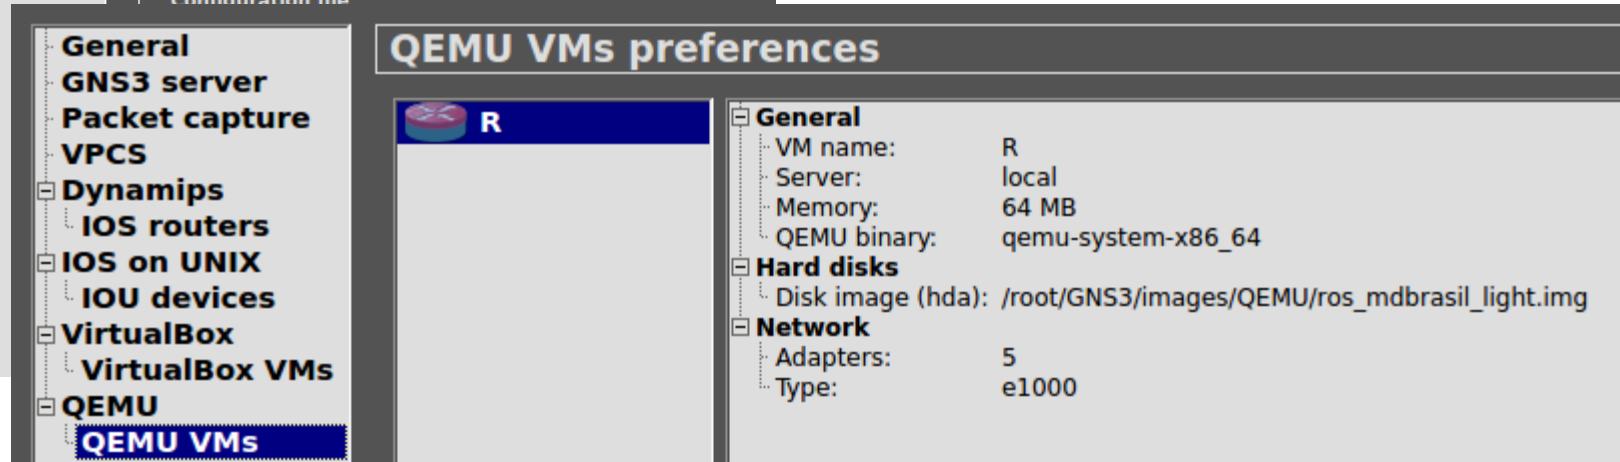 Configuration file
General
GNS3 server
Packet capture
VPCS
Dynamips
IOS routers
IOS on UNIX
IOU devices
VirtualBox
VirtualBox VMs
QEMU
QEMU VMs
QEMU VMs preferences
R
General
VM name: R
Server: local
Memory: 64 MB
QEMU binary: qemu-system-x86_64
Hard disks
Disk image (hda): /root/GNS3/images/QEMU/ros_mdbrasil_light.img
Network
Adapters: 5
Type: e1000